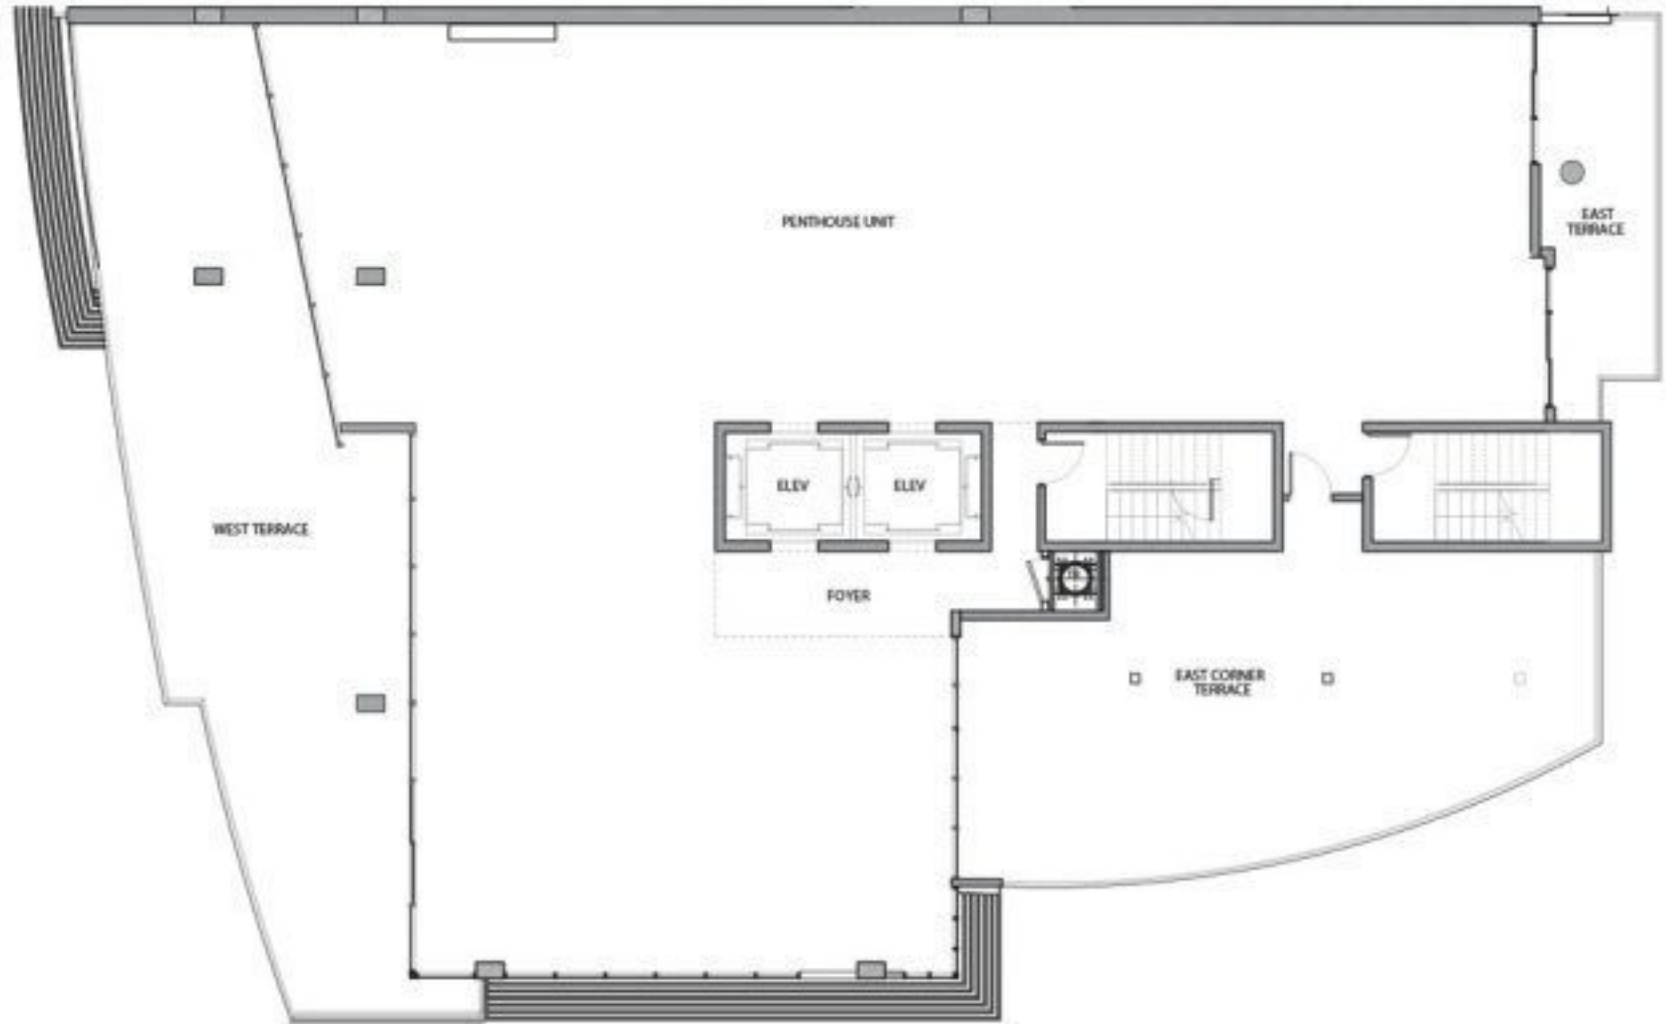 PENTHOUSE UNIT
EAST
TERRACE
ELEV
ELEV
WEST TERRACE
FOYER
EAST CORNER
TERRACE